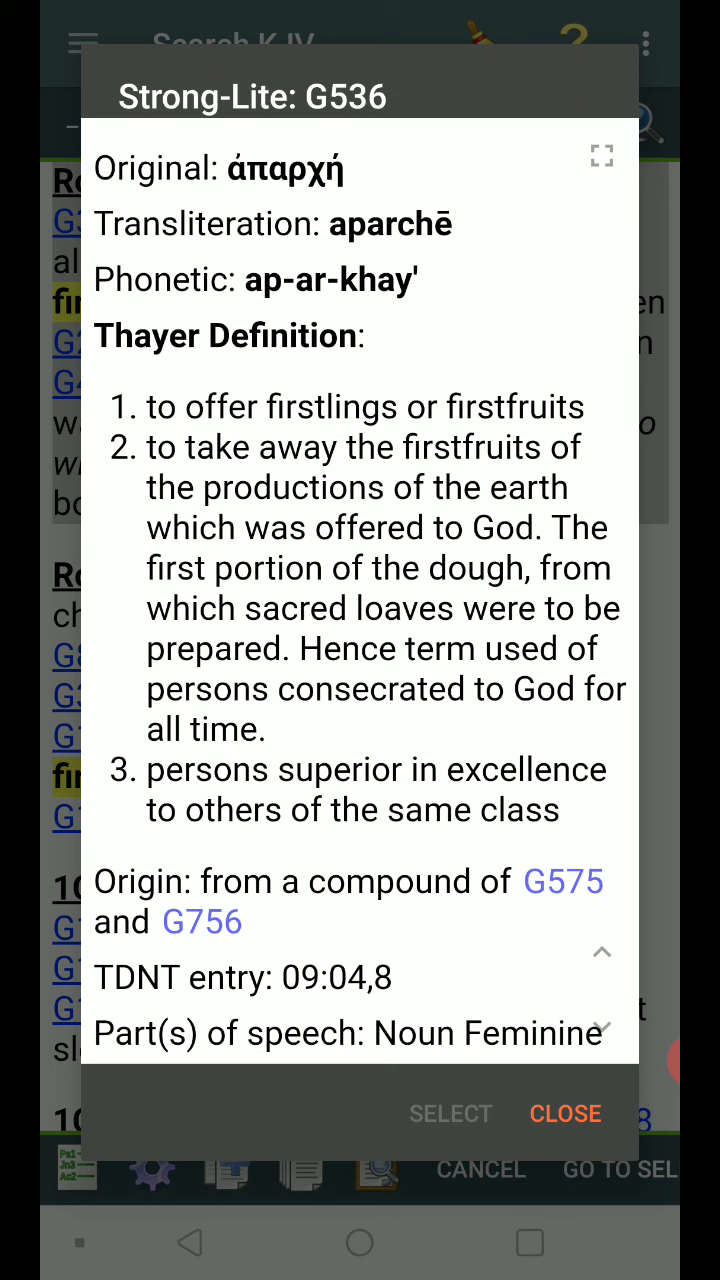 Search KJV
?
Strong-Lite: G536
Original: ἀπαρχή
Transliteration: aparchē
Phonetic: ap-ar-khay'
Thayer Definition:
1. to offer firstlings or firstfruits
2. to take away the firstfruits of
the productions of the earth
which was offered to God. The
first portion of the dough, from
which sacred loaves were to be
prepared. Hence term used of
persons consecrated to God for
all time.
3. persons superior in excellence
to others of the same class
Origin: from a compound of G575
and G756
TDNT entry: 09:04,8
Part(s) of speech: Noun Feminine
SELECT CLOSE
Ps1
Jn3
Ac2
CANCEL GO TO SEL